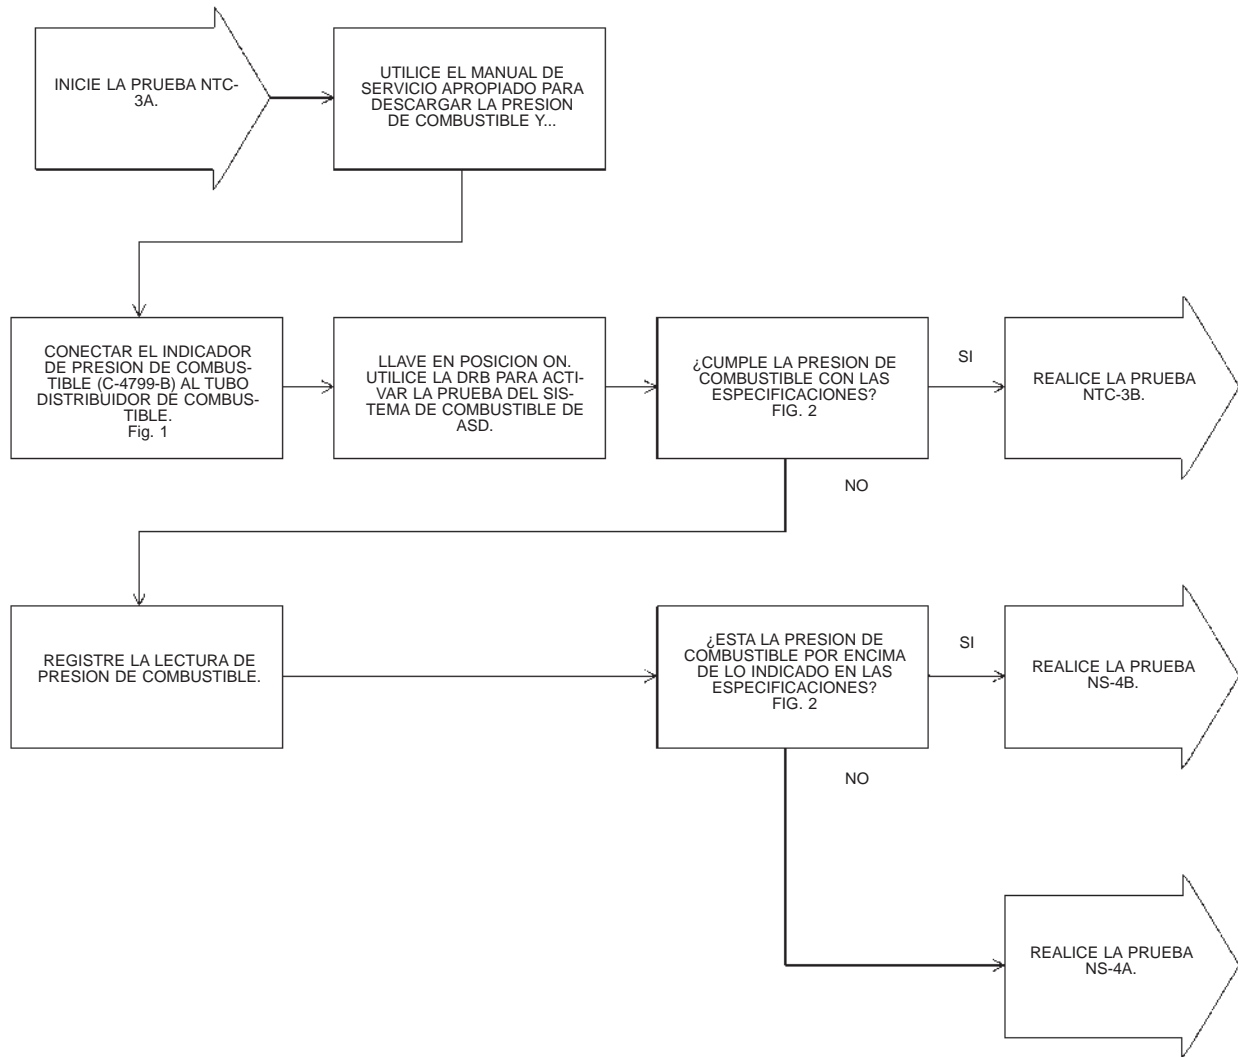 INICIE LA PRUEBA NTC-
3A.
UTILICE EL MANUAL DE
SERVICIO APROPIADO PARA
DESCARGAR LA PRESION
DE COMBUSTIBLE Y...
CONECTAR EL INDICADOR
DE PRESION DE COMBUS-
TIBLE (C-4799-B) AL TUBO
DISTRIBUIDOR DE COMBUS-
TIBLE.
Fig. 1
LLAVE EN POSICION ON.
UTILICE LA DRB PARA ACTI-
VAR LA PRUEBA DEL SIS-
TEMA DE COMBUSTIBLE DE
ASD.
¿CUMPLE LA PRESION DE
COMBUSTIBLE CON LAS
ESPECIFICACIONES?
FIG. 2
SI
REALICE LA PRUEBA
NTC-3B.
NO
REGISTRE LA LECTURA DE
PRESION DE COMBUSTIBLE.
¿ESTA LA PRESION DE
COMBUSTIBLE POR ENCIMA
DE LO INDICADO EN LAS
ESPECIFICACIONES?
FIG. 2
SI
REALICE LA PRUEBA
NS-4B.
NO
REALICE LA PRUEBA
NS-4A.